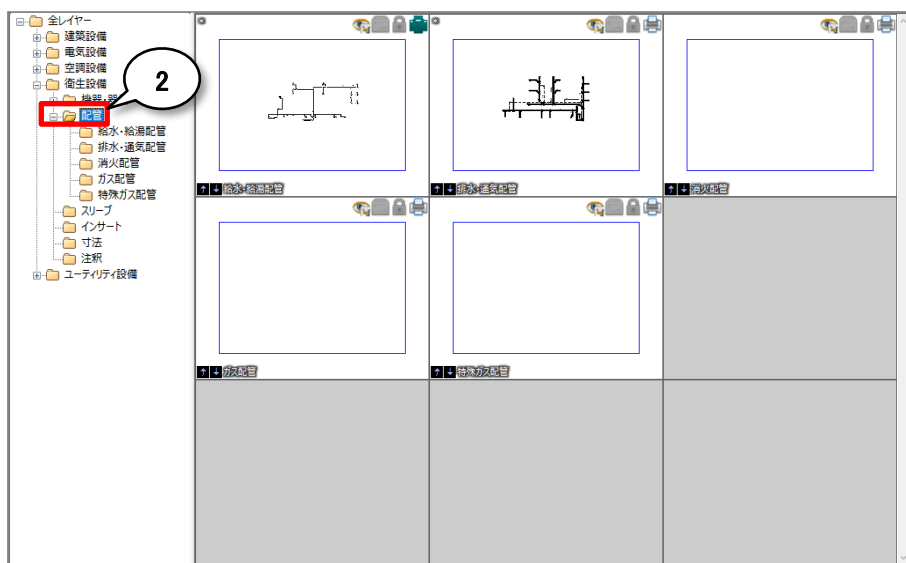 全レイヤー
建築設備
電気設備
空調設備
衛生設備
2
機器・器
配管
給水・給湯配管
排水・通気配管
消火配管
ガス配管
特殊ガス配管
スリーブ
インサート
寸法
注釈
ユーティリティ設備
給水・給湯配管
排水・通気配管
消火配管
ガス配管
特殊ガス配管